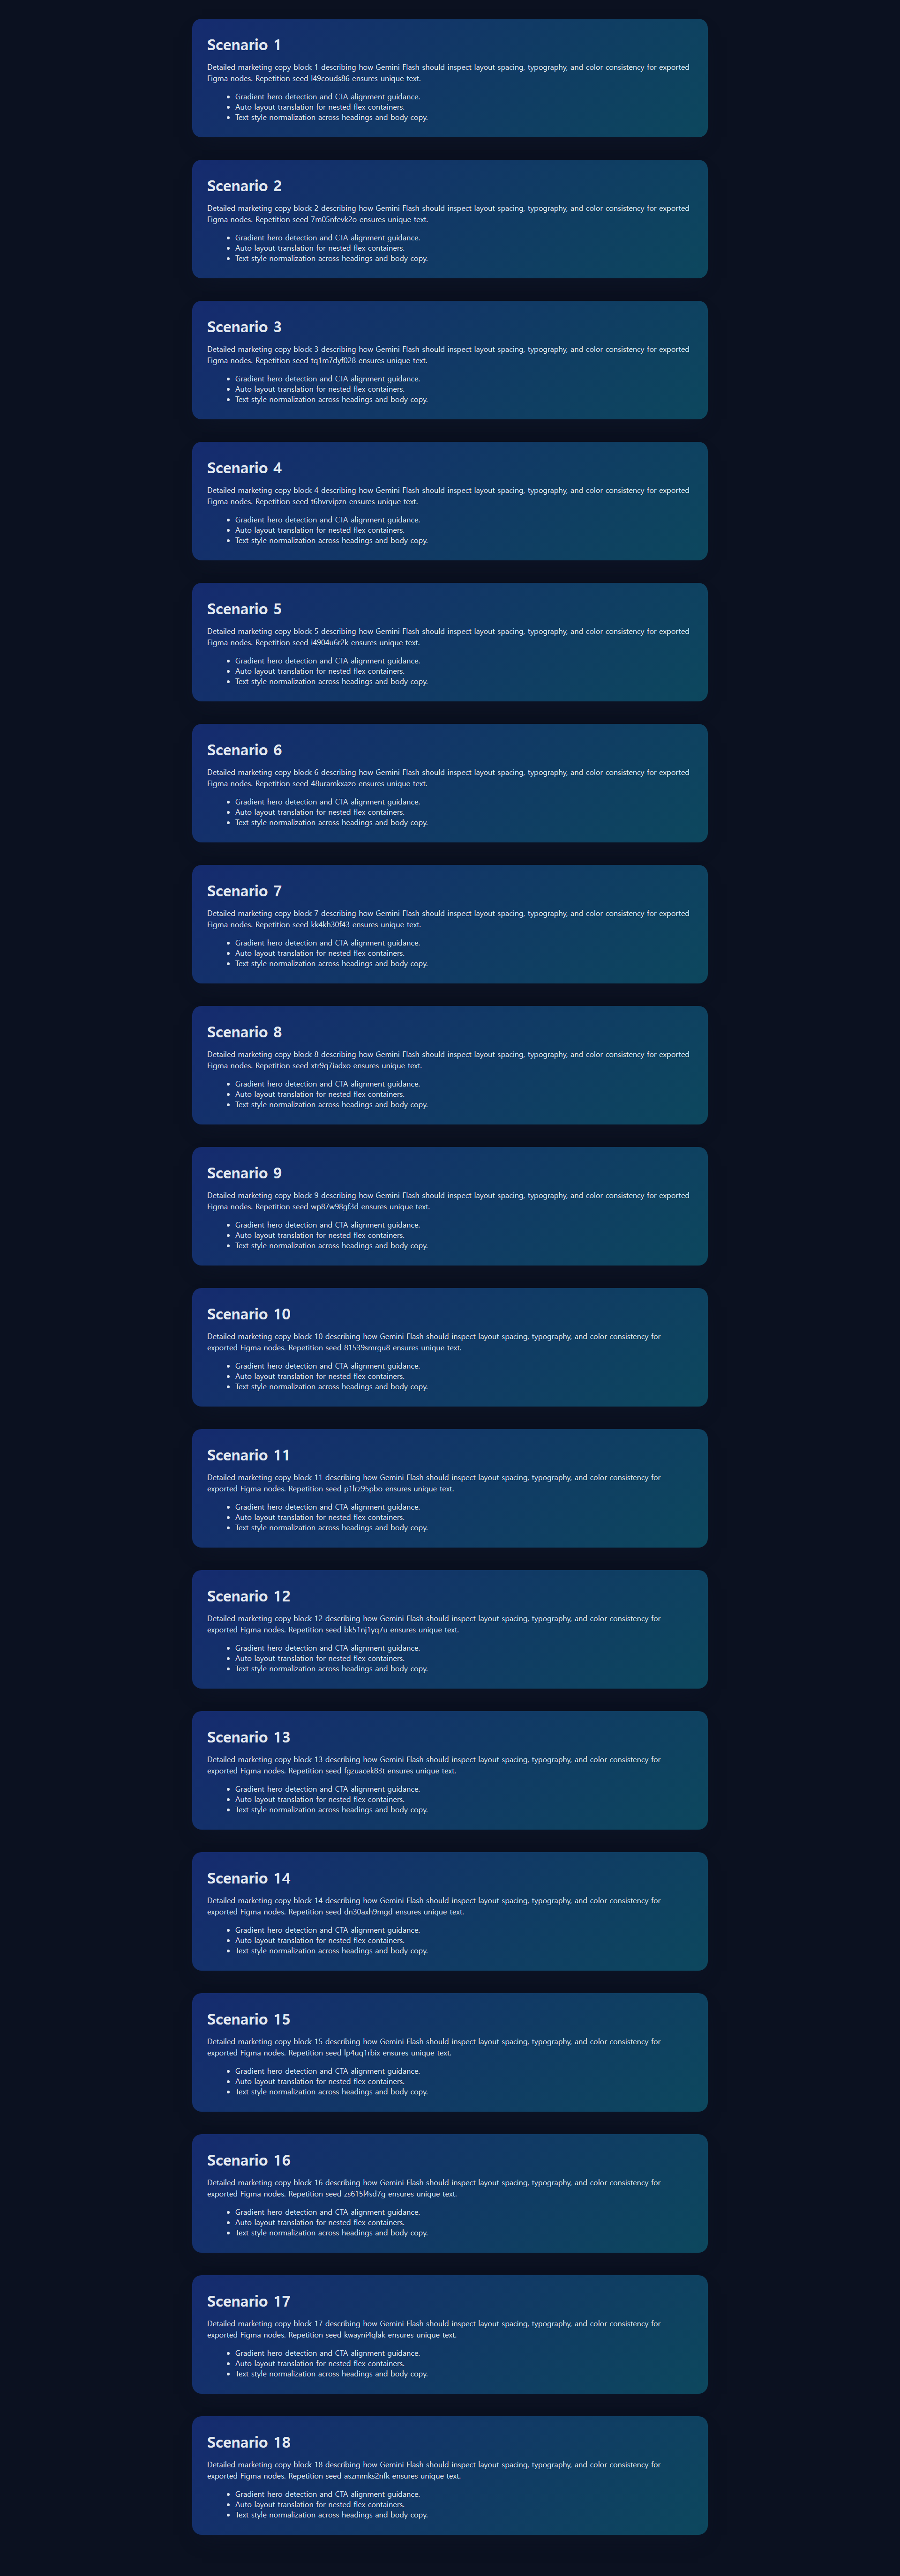 Scenario 1
Detailed marketing copy block 1 describing how Gemini Flash should inspect layout spacing, typography, and color consistency for exported
Figma nodes. Repetition seed l49couds86 ensures unique text.
• Gradient hero detection and CTA alignment guidance.
• Auto layout translation for nested flex containers.
• Text style normalization across headings and body copy.
Scenario 2
Detailed marketing copy block 2 describing how Gemini Flash should inspect layout spacing, typography, and color consistency for exported
Figma nodes. Repetition seed 7m05nfevk2o ensures unique text.
• Gradient hero detection and CTA alignment guidance.
• Auto layout translation for nested flex containers.
• Text style normalization across headings and body copy.
Scenario 3
Detailed marketing copy block 3 describing how Gemini Flash should inspect layout spacing, typography, and color consistency for exported
Figma nodes. Repetition seed tq1m7dyf028 ensures unique text.
• Gradient hero detection and CTA alignment guidance.
• Auto layout translation for nested flex containers.
• Text style normalization across headings and body copy.
Scenario 4
Detailed marketing copy block 4 describing how Gemini Flash should inspect layout spacing, typography, and color consistency for exported
Figma nodes. Repetition seed t6hvrvipzn ensures unique text.
• Gradient hero detection and CTA alignment guidance.
• Auto layout translation for nested flex containers.
• Text style normalization across headings and body copy.
Scenario 5
Detailed marketing copy block 5 describing how Gemini Flash should inspect layout spacing, typography, and color consistency for exported
Figma nodes. Repetition seed i4904u6r2k ensures unique text.
• Gradient hero detection and CTA alignment guidance.
• Auto layout translation for nested flex containers.
• Text style normalization across headings and body copy.
Scenario 6
Detailed marketing copy block 6 describing how Gemini Flash should inspect layout spacing, typography, and color consistency for exported
Figma nodes. Repetition seed 48uramkxazo ensures unique text.
• Gradient hero detection and CTA alignment guidance.
• Auto layout translation for nested flex containers.
• Text style normalization across headings and body copy.
Scenario 7
Detailed marketing copy block 7 describing how Gemini Flash should inspect layout spacing, typography, and color consistency for exported
Figma nodes. Repetition seed kk4kh30f43 ensures unique text.
• Gradient hero detection and CTA alignment guidance.
• Auto layout translation for nested flex containers.
• Text style normalization across headings and body copy.
Scenario 8
Detailed marketing copy block 8 describing how Gemini Flash should inspect layout spacing, typography, and color consistency for exported
Figma nodes. Repetition seed xtr9q7iadxo ensures unique text.
• Gradient hero detection and CTA alignment guidance.
• Auto layout translation for nested flex containers.
• Text style normalization across headings and body copy.
Scenario 9
Detailed marketing copy block 9 describing how Gemini Flash should inspect layout spacing, typography, and color consistency for exported
Figma nodes. Repetition seed wp87w98gf3d ensures unique text.
• Gradient hero detection and CTA alignment guidance.
• Auto layout translation for nested flex containers.
• Text style normalization across headings and body copy.
Scenario 10
Detailed marketing copy block 10 describing how Gemini Flash should inspect layout spacing, typography, and color consistency for
exported Figma nodes. Repetition seed 81539smrgu8 ensures unique text.
• Gradient hero detection and CTA alignment guidance.
• Auto layout translation for nested flex containers.
• Text style normalization across headings and body copy.
Scenario 11
Detailed marketing copy block 11 describing how Gemini Flash should inspect layout spacing, typography, and color consistency for
exported Figma nodes. Repetition seed p1lrz95pbo ensures unique text.
• Gradient hero detection and CTA alignment guidance.
• Auto layout translation for nested flex containers.
• Text style normalization across headings and body copy.
Scenario 12
Detailed marketing copy block 12 describing how Gemini Flash should inspect layout spacing, typography, and color consistency for
exported Figma nodes. Repetition seed bk51nj1yq7u ensures unique text.
• Gradient hero detection and CTA alignment guidance.
• Auto layout translation for nested flex containers.
• Text style normalization across headings and body copy.
Scenario 13
Detailed marketing copy block 13 describing how Gemini Flash should inspect layout spacing, typography, and color consistency for
exported Figma nodes. Repetition seed fgzuacek83t ensures unique text.
• Gradient hero detection and CTA alignment guidance.
• Auto layout translation for nested flex containers.
• Text style normalization across headings and body copy.
Scenario 14
Detailed marketing copy block 14 describing how Gemini Flash should inspect layout spacing, typography, and color consistency for
exported Figma nodes. Repetition seed dn30axh9mgd ensures unique text.
• Gradient hero detection and CTA alignment guidance.
• Auto layout translation for nested flex containers.
• Text style normalization across headings and body copy.
Scenario 15
Detailed marketing copy block 15 describing how Gemini Flash should inspect layout spacing, typography, and color consistency for
exported Figma nodes. Repetition seed lp4uq1rbix ensures unique text.
• Gradient hero detection and CTA alignment guidance.
• Auto layout translation for nested flex containers.
• Text style normalization across headings and body copy.
Scenario 16
Detailed marketing copy block 16 describing how Gemini Flash should inspect layout spacing, typography, and color consistency for
exported Figma nodes. Repetition seed zs615l4sd7g ensures unique text.
• Gradient hero detection and CTA alignment guidance.
• Auto layout translation for nested flex containers.
• Text style normalization across headings and body copy.
Scenario 17
Detailed marketing copy block 17 describing how Gemini Flash should inspect layout spacing, typography, and color consistency for
exported Figma nodes. Repetition seed kwayni4qlak ensures unique text.
• Gradient hero detection and CTA alignment guidance.
• Auto layout translation for nested flex containers.
• Text style normalization across headings and body copy.
Scenario 18
Detailed marketing copy block 18 describing how Gemini Flash should inspect layout spacing, typography, and color consistency for
exported Figma nodes. Repetition seed aszmmks2nfk ensures unique text.
• Gradient hero detection and CTA alignment guidance.
• Auto layout translation for nested flex containers.
• Text style normalization across headings and body copy.